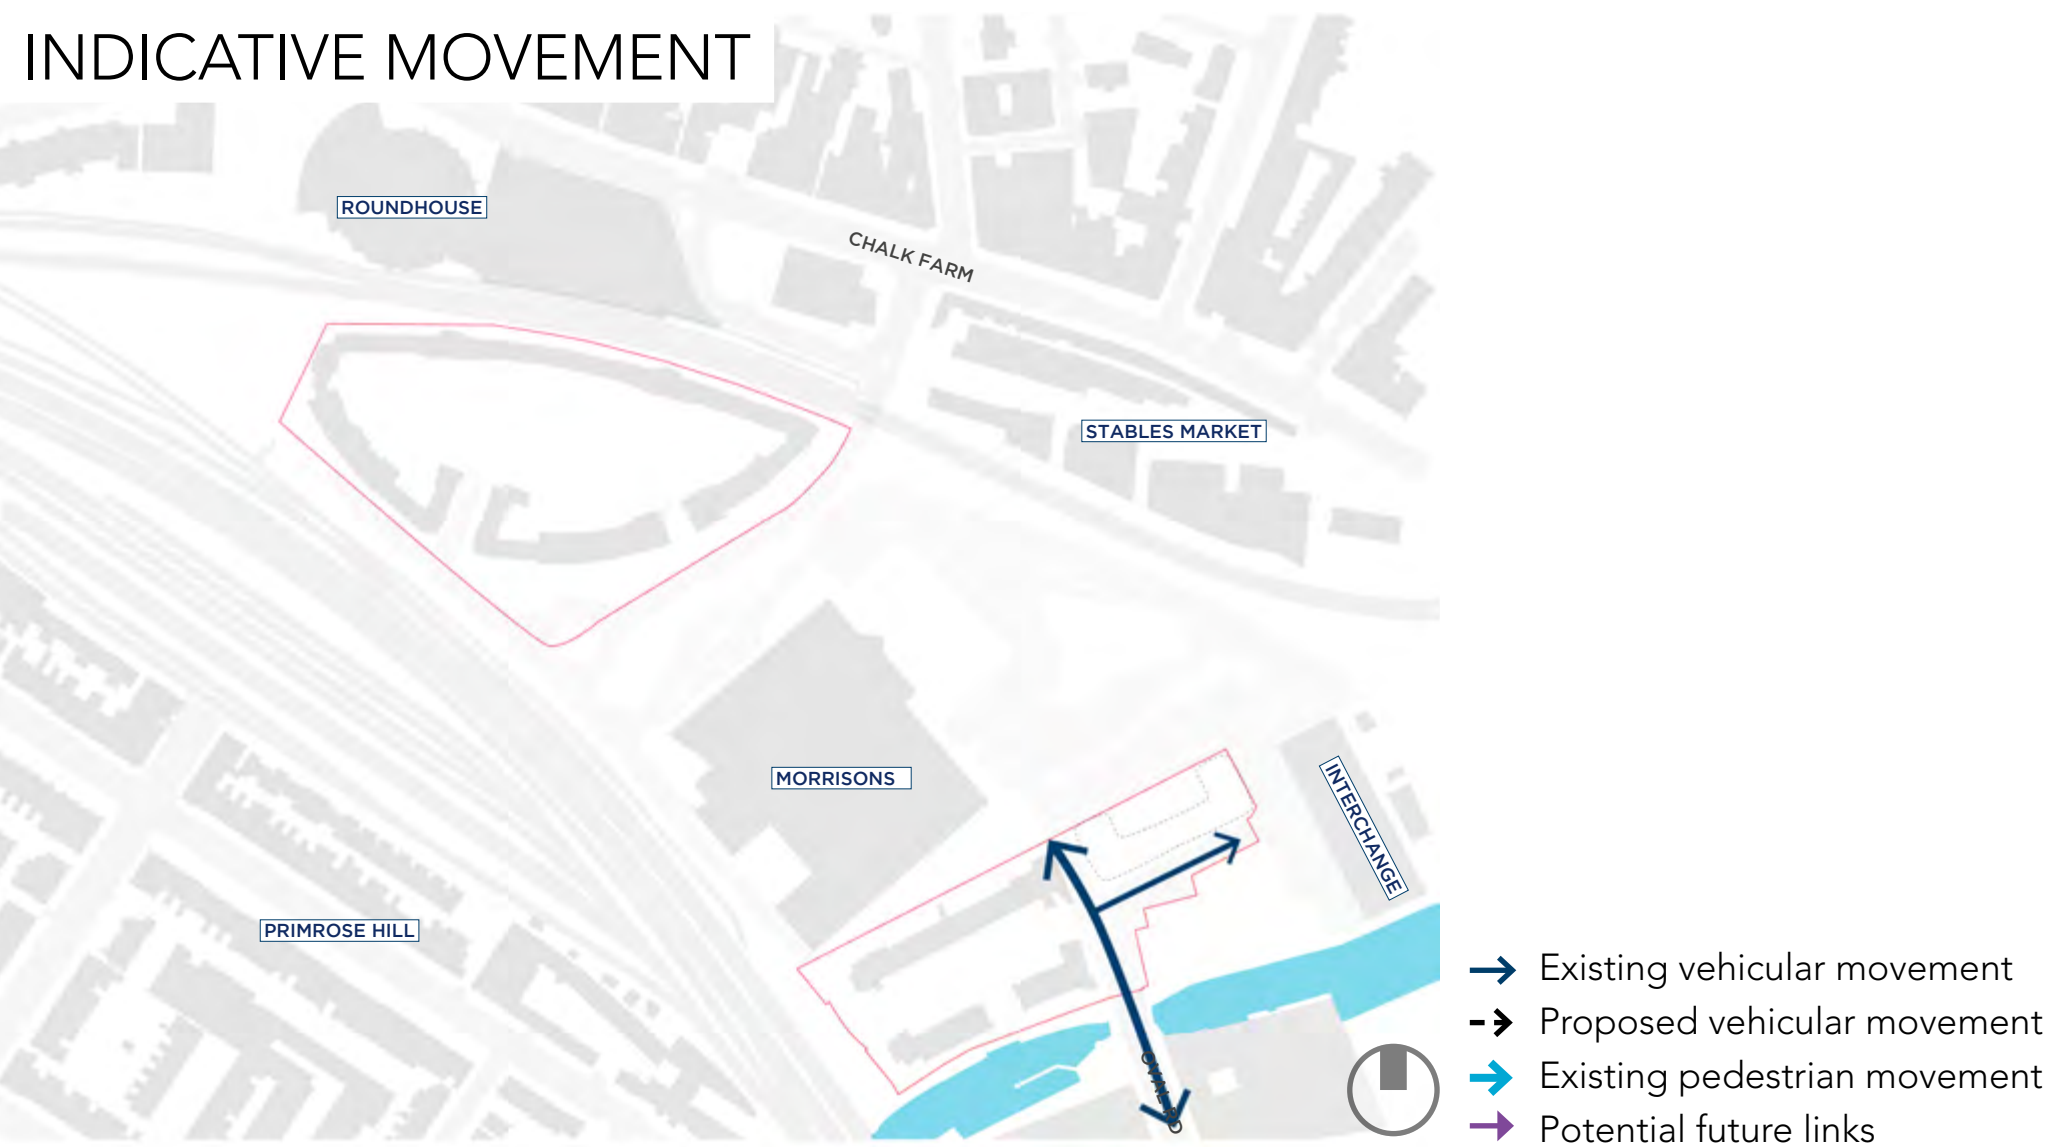 INDICATIVE MOVEMENT
ROUNDHOUSE
CHALK FARM
STABLES MARKET
MORRISONS
INTERCHANGE
PRIMROSE HILL
Existing vehicular movement
Proposed vehicular movement
Existing pedestrian movement
Potential future links